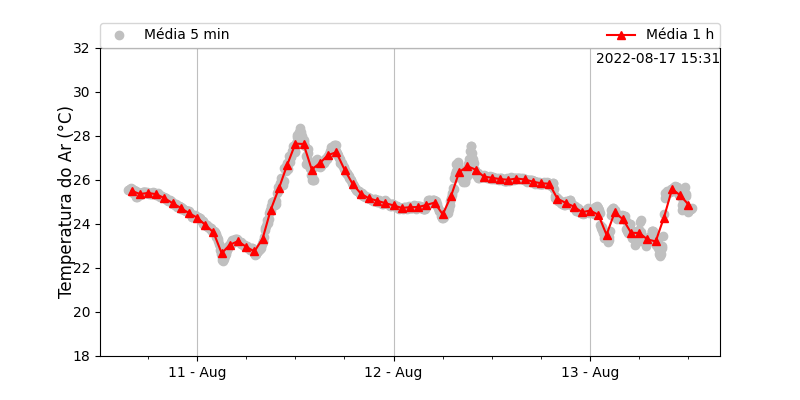 Média 5 min
Média 1 h
2022-08-17 15:31
Temperatura do Ar (°C)
32
30
28
26
24
22
20
18
11 - Aug
12 - Aug
13 - Aug